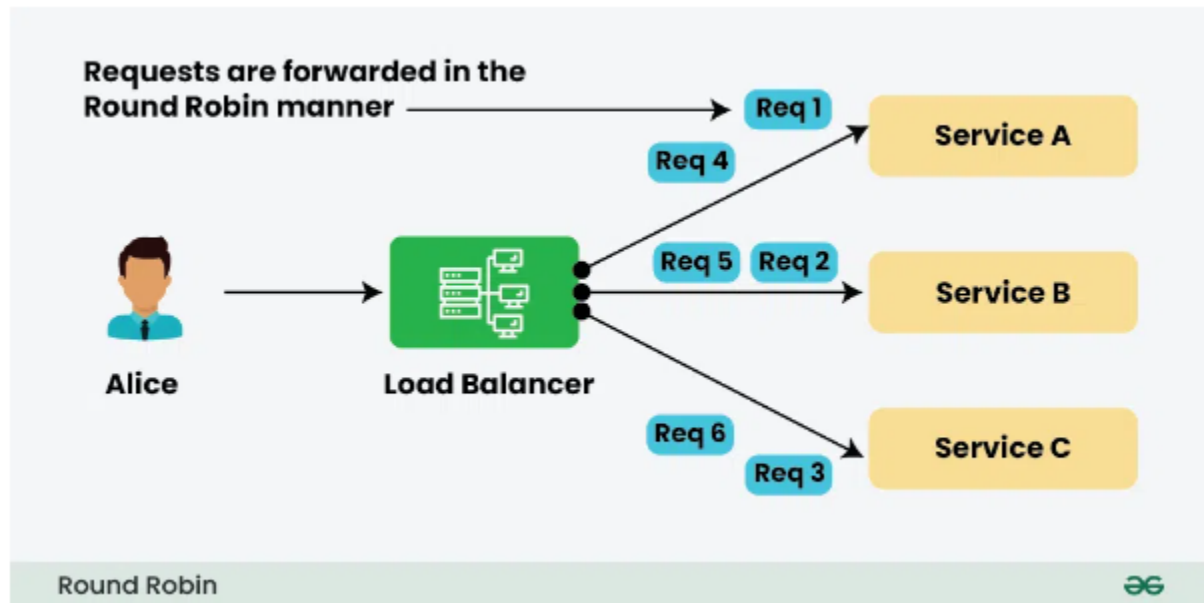 Requests are forwarded in the
Round Robin manner
Req 1
Service A
Req 4
Req 5
Req 2
Service B
Alice
Load Balancer
Req 6
Req 3
Service C
Round Robin